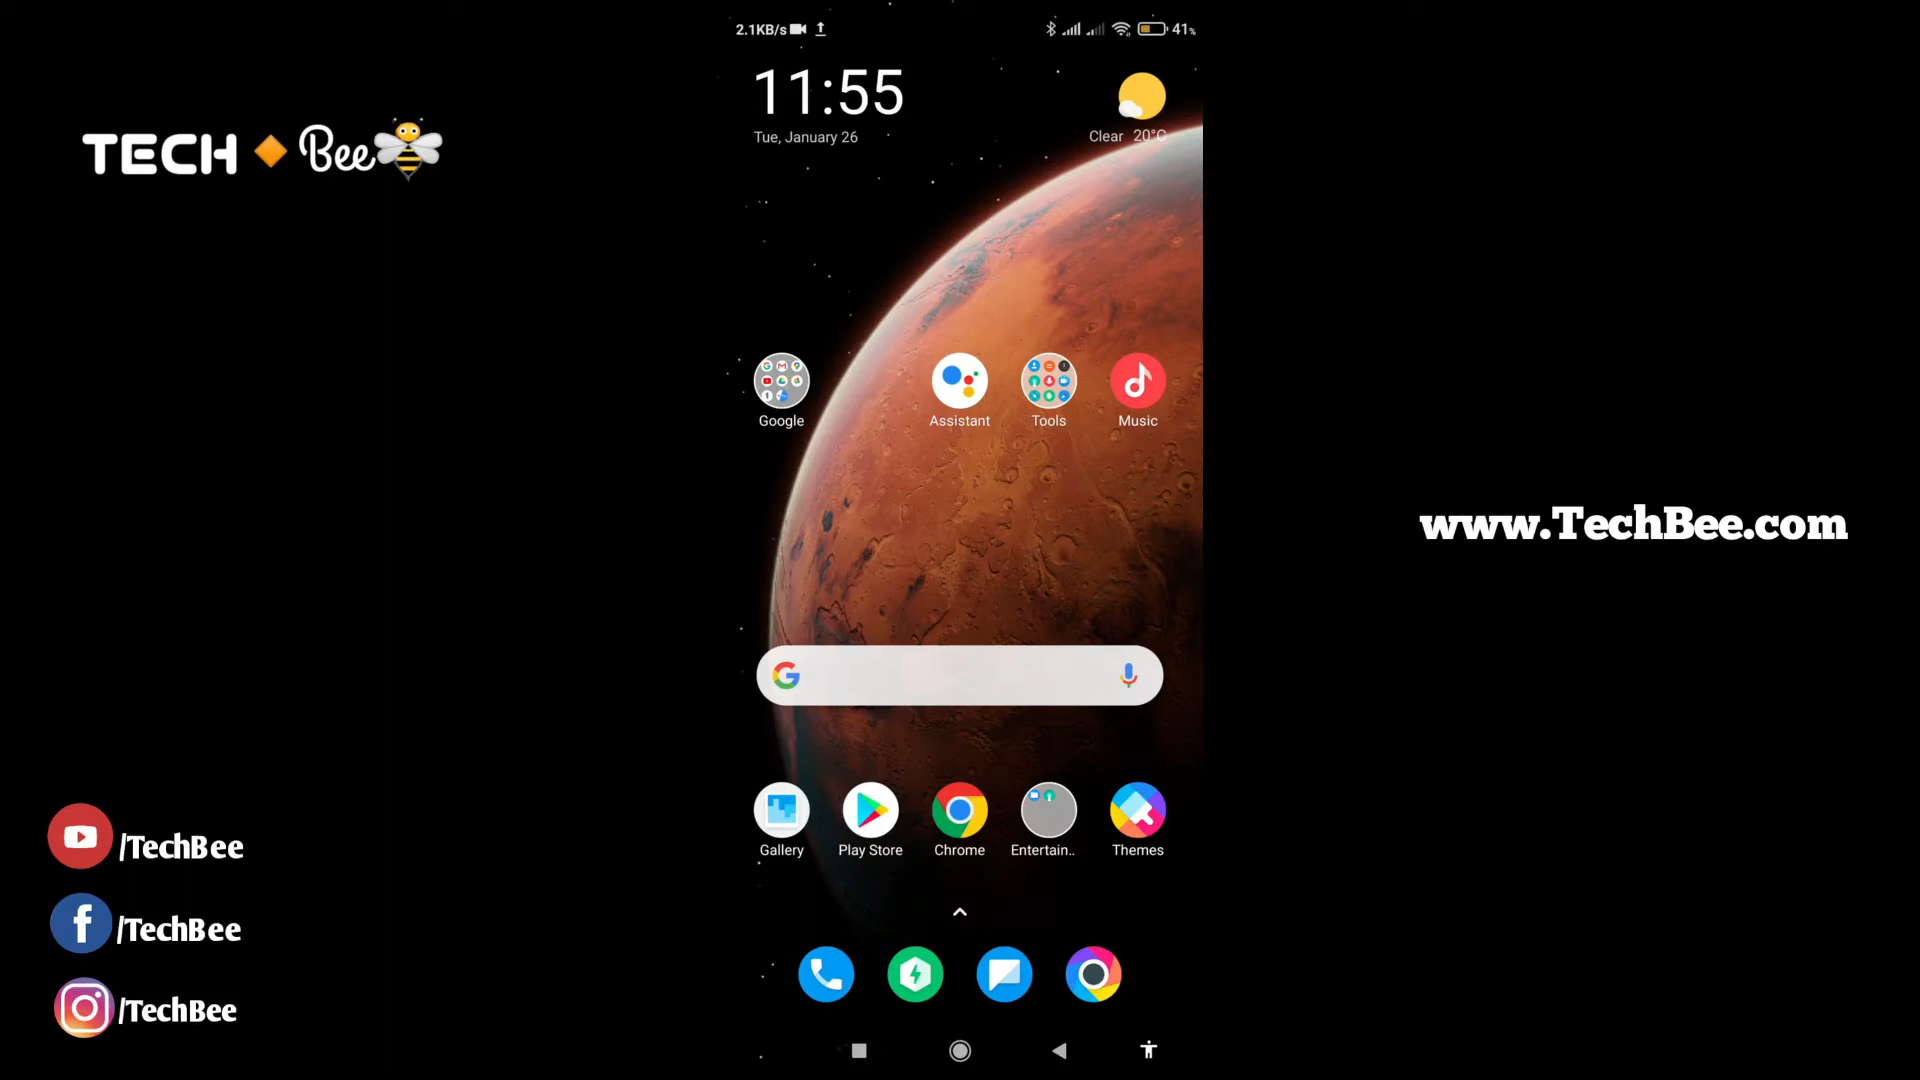 2.1KB/s
41%
11:55
Tue, January 26
Clear 20°C
TECH Bee
Google
Assistant
Tools
Music
www.TechBee.com
Gallery
Play Store
Chrome
Entertain..
Themes
/TechBee
/TechBee
/TechBee